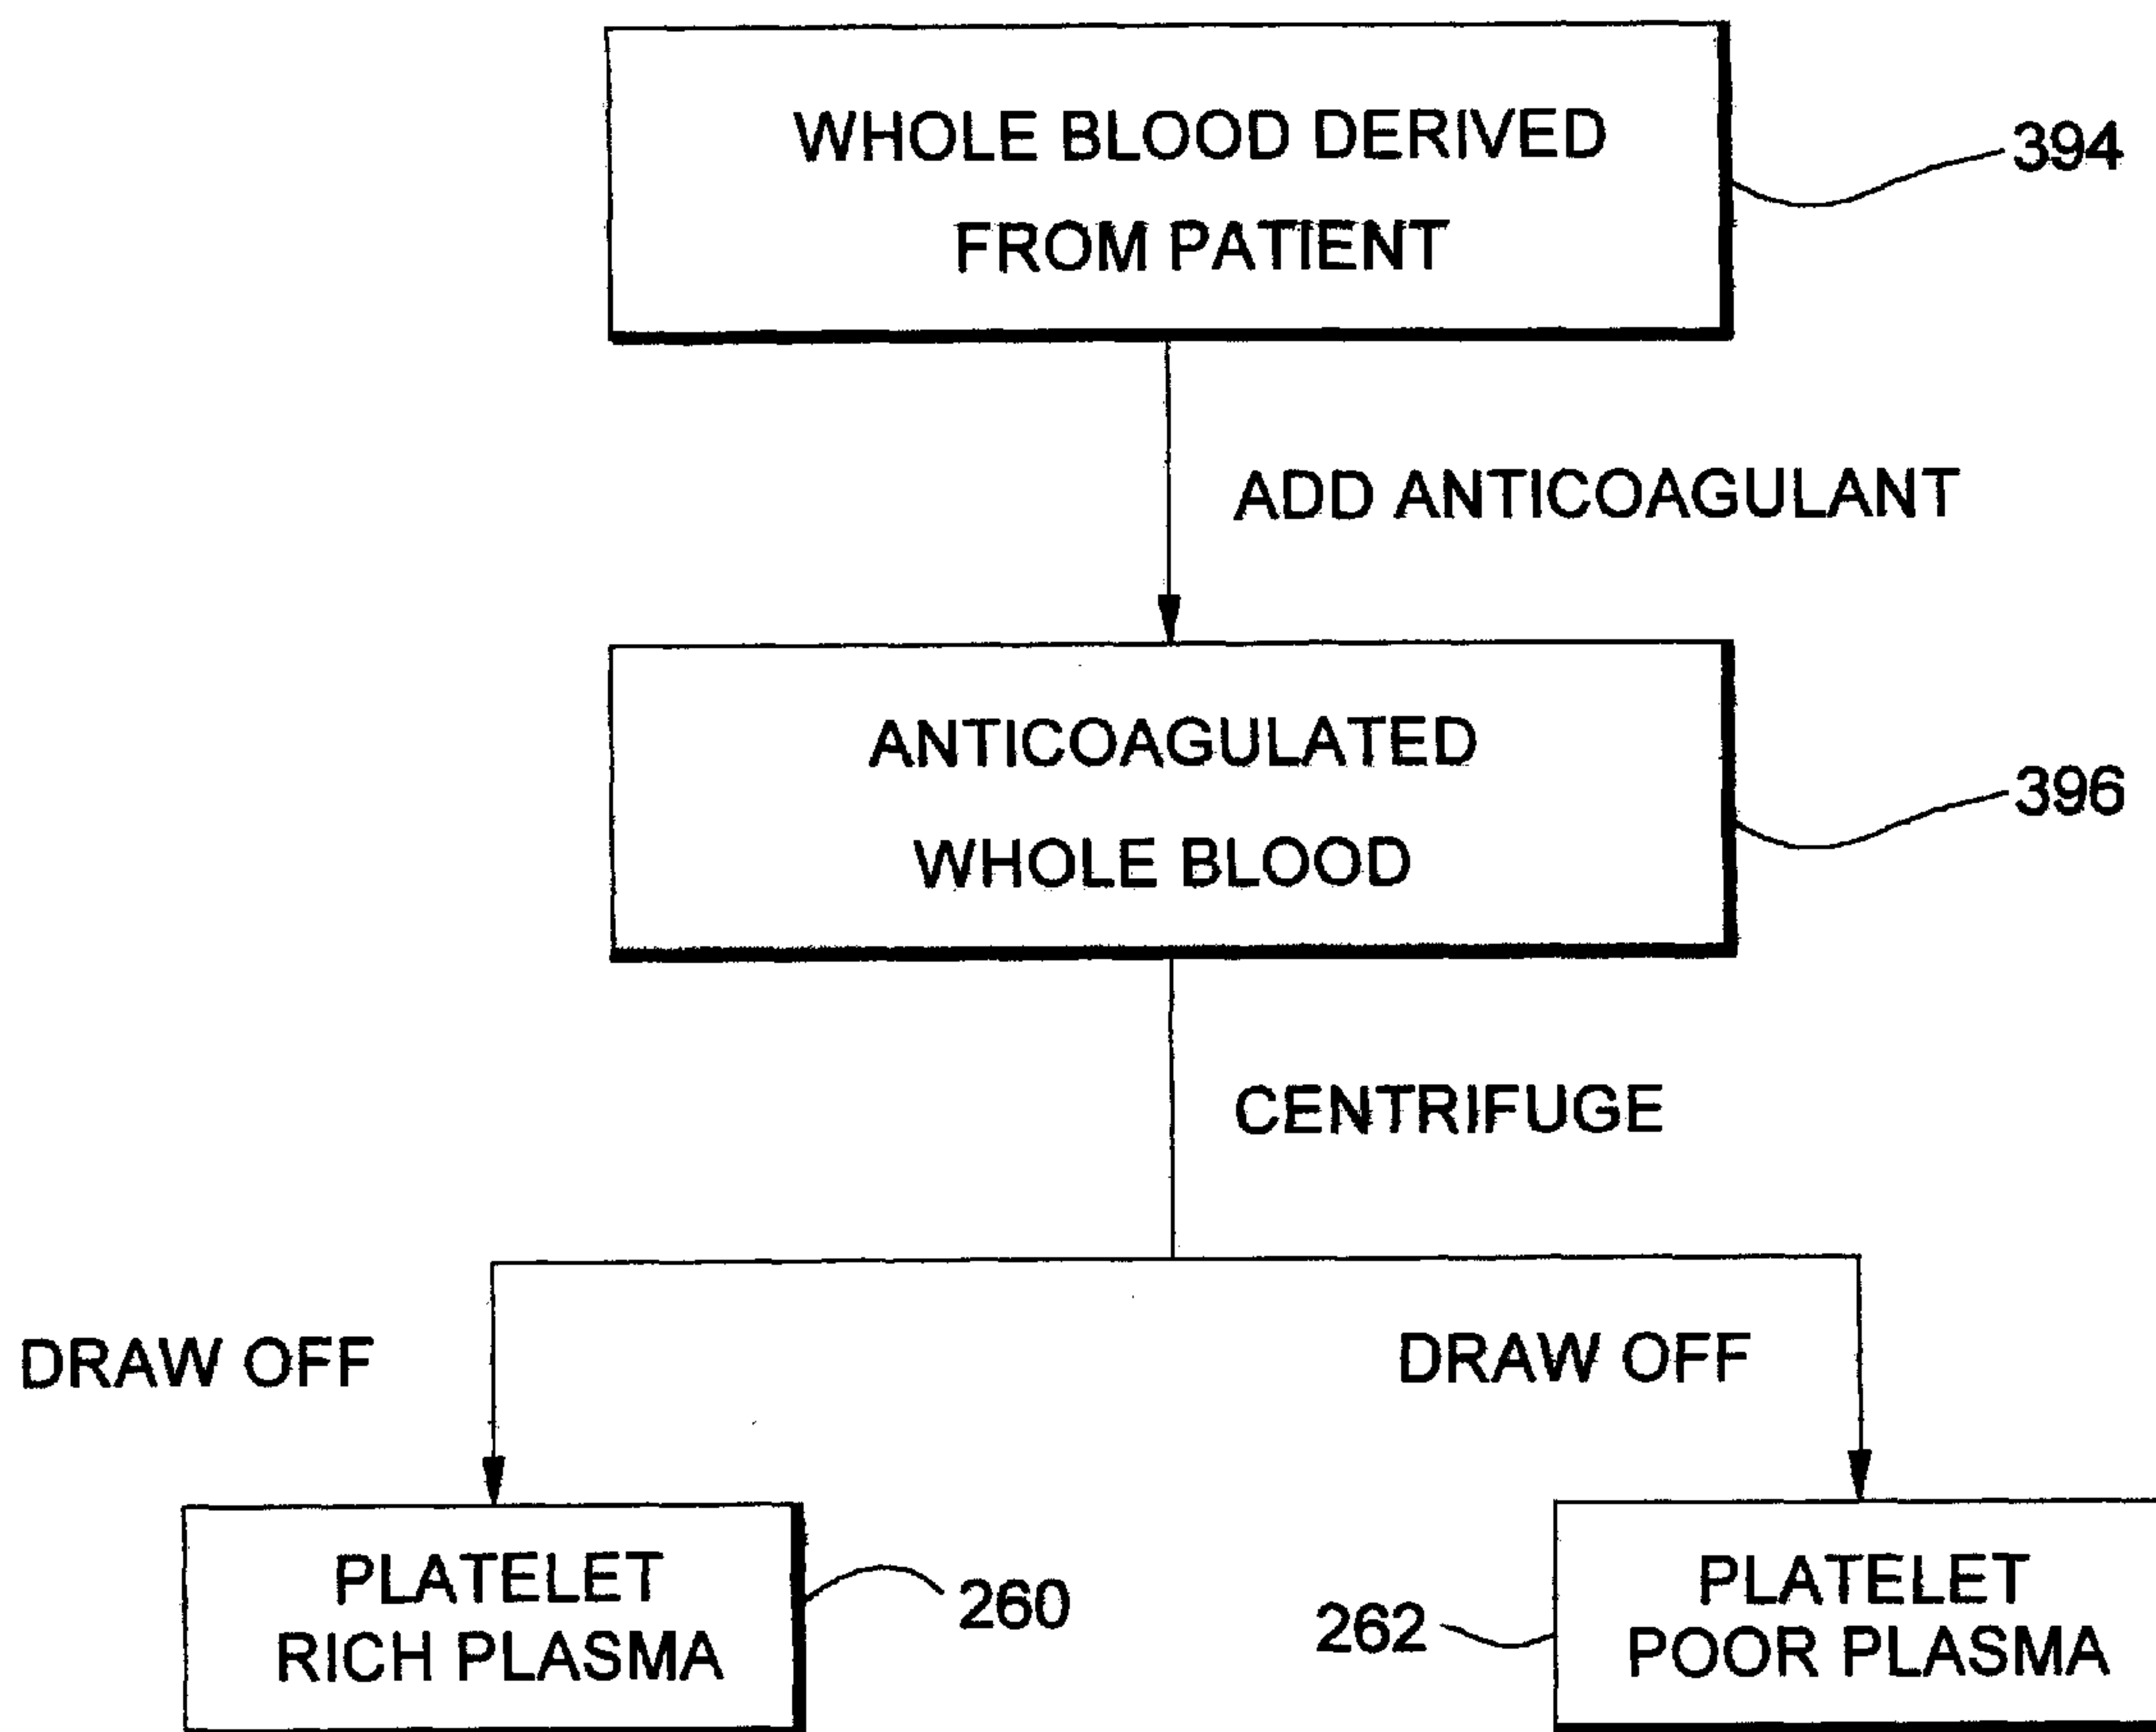 WHOLE BLOOD DERIVED
FROM PATIENT
394
ADD ANTICOAGULANT
ANTICOAGULATED
WHOLE BLOOD
396
CENTRIFUGE
DRAW OFF
DRAW OFF
PLATELET
RICH PLASMA
260
262
PLATELET
POOR PLASMA